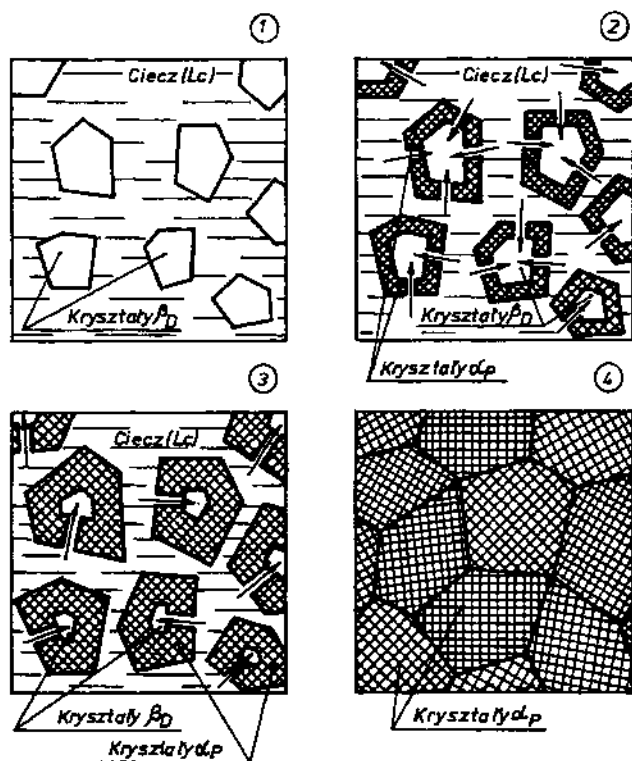 1
Ciecz (Lc)
Kryształy βD
2
Ciecz (Lc)
Kryształy βD
Kryształy αP
3
Ciecz (Lc)
Kryształy βD
Kryształy αP
4
Kryształy αP